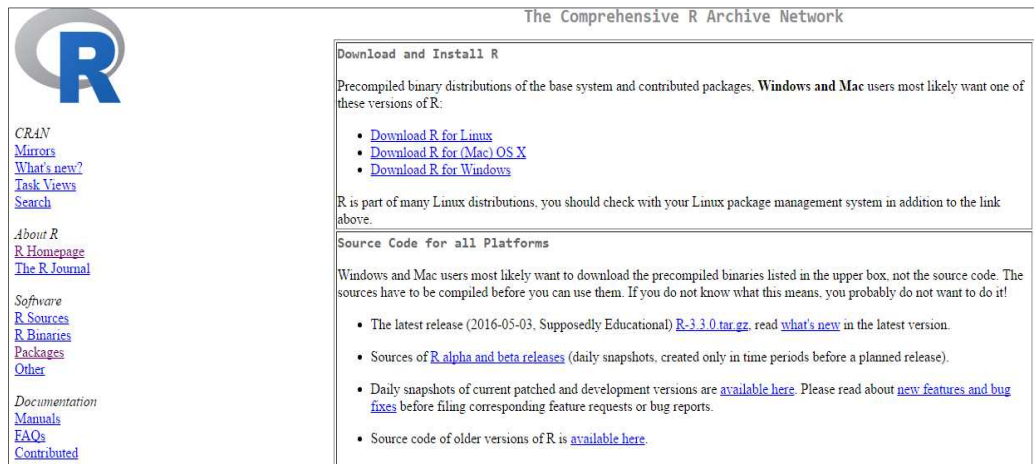 R
CRAN
Mirrors
What's new?
Task Views
Search
About R
R Homepage
The R Journal
Software
R Sources
R Binaries
Packages
Other
Documentation
Manuals
FAQs
Contributed
The Comprehensive R Archive Network
Download and Install R
Precompiled binary distributions of the base system and contributed packages, Windows and Mac users most likely want one of
these versions of R:
• Download R for Linux
• Download R for (Mac) OS X
• Download R for Windows
R is part of many Linux distributions, you should check with your Linux package management system in addition to the link
above.
Source Code for all Platforms
Windows and Mac users most likely want to download the precompiled binaries listed in the upper box, not the source code. The
sources have to be compiled before you can use them. If you do not know what this means, you probably do not want to do it!
• The latest release (2016-05-03, Supposedly Educational) R-3.3.0.tar.gz, read what's new in the latest version.
• Sources of R alpha and beta releases (daily snapshots, created only in time periods before a planned release).
• Daily snapshots of current patched and development versions are available here. Please read about new features and bug
fixes before filing corresponding feature requests or bug reports.
• Source code of older versions of R is available here.